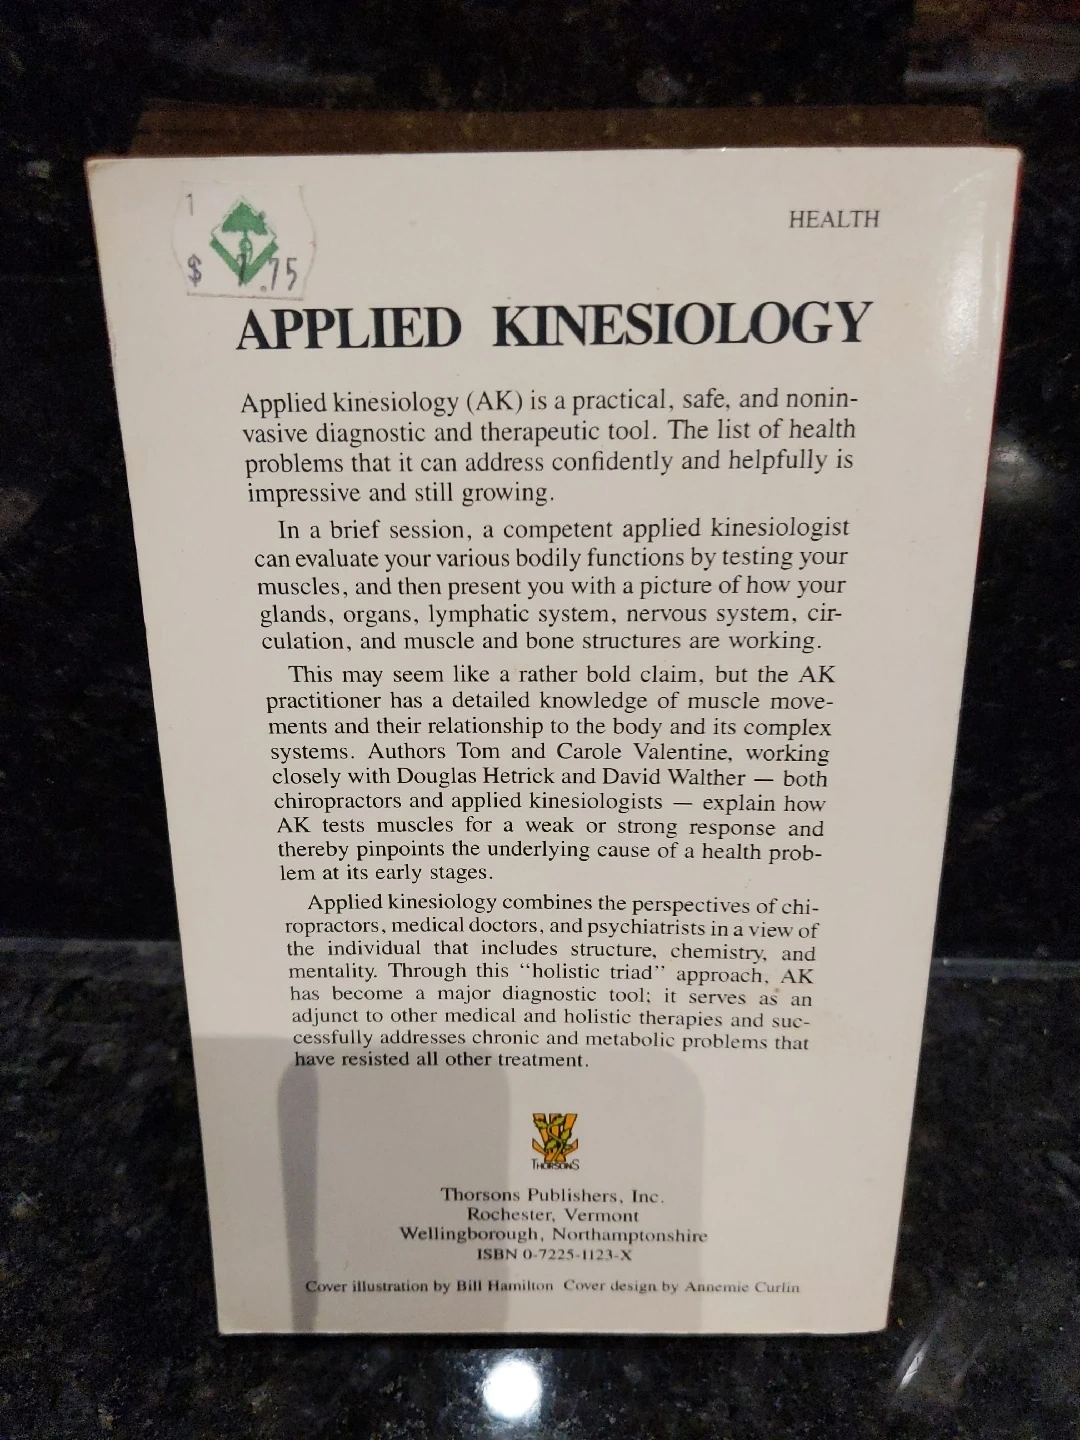 1
$ 7.75
HEALTH
APPLIED KINESIOLOGY
Applied kinesiology (AK) is a practical, safe, and nonin-
vasive diagnostic and therapeutic tool. The list of health
problems that it can address confidently and helpfully is
impressive and still growing.
In a brief session, a competent applied kinesiologist
can evaluate your various bodily functions by testing your
muscles, and then present you with a picture of how your
glands, organs, lymphatic system, nervous system, cir-
culation, and muscle and bone structures are working.
This may seem like a rather bold claim, but the AK
practitioner has a detailed knowledge of muscle move-
ments and their relationship to the body and its complex
systems. Authors Tom and Carole Valentine, working
closely with Douglas Hetrick and David Walther — both
chiropractors and applied kinesiologists — explain how
AK tests muscles for a weak or strong response and
thereby pinpoints the underlying cause of a health prob-
lem at its early stages.
Applied kinesiology combines the perspectives of chi-
ropractors, medical doctors, and psychiatrists in a view of
the individual that includes structure, chemistry, and
mentality. Through this “holistic triad” approach, AK
has become a major diagnostic tool; it serves as an
adjunct to other medical and holistic therapies and suc-
cessfully addresses chronic and metabolic problems that
have resisted all other treatment.
THORSONS
Thorsons Publishers, Inc.
Rochester, Vermont
Wellingborough, Northamptonshire
ISBN 0-7225-1123-X
Cover illustration by Bill Hamilton Cover design by Annemie Curlin